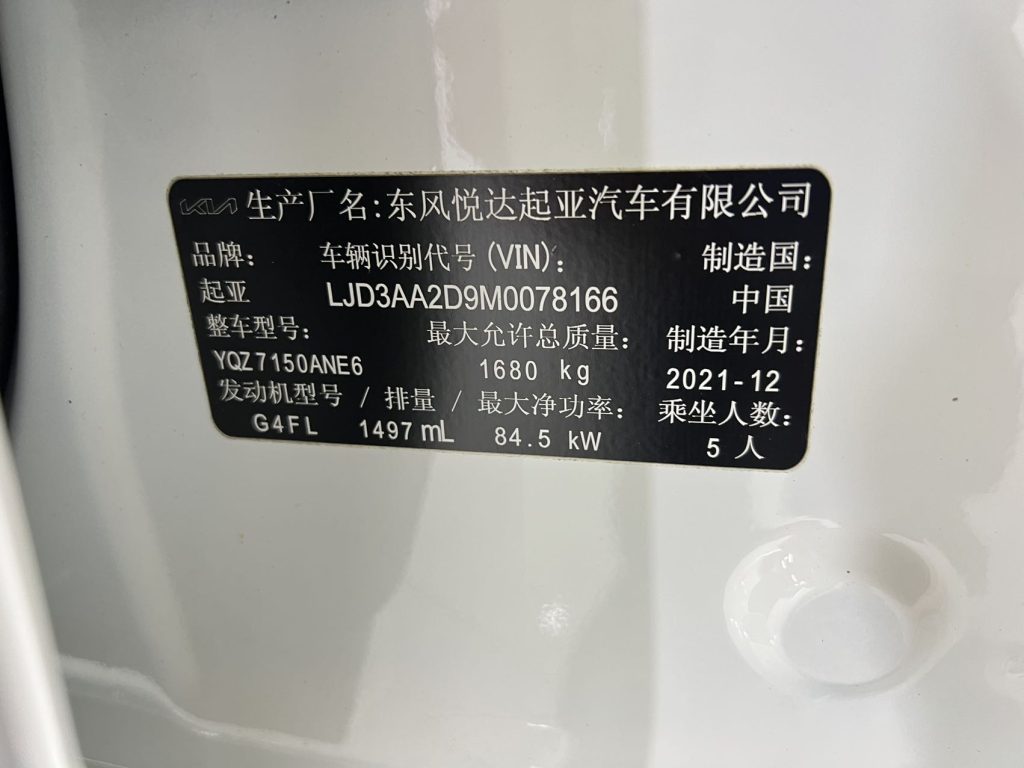 KIA 生产厂名:东风悦达起亚汽车有限公司
品牌: 车辆识别代号(VIN): 制造国:
起亚 LJD3AA2D9M0078166 中国
整车型号: 最大允许总质量: 制造年月:
YQZ7150ANE6 1680 kg 2021-12
发动机型号 / 排量 / 最大净功率: 乘坐人数:
G4FL 1497 mL 84.5 kW 5 人